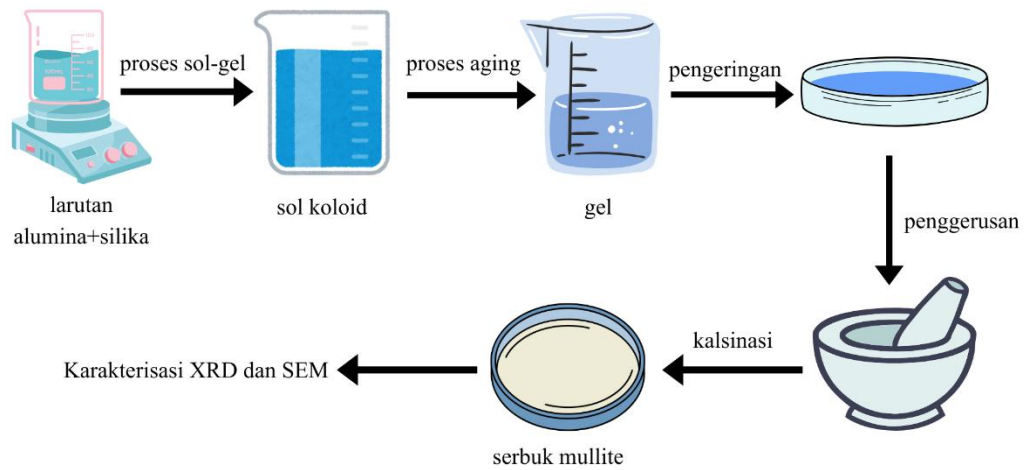 proses sol-gel
proses aging
pengeringan
larutan
alumina+silika
sol koloid
gel
penggerusan
kalsinasi
Karakterisasi XRD dan SEM
serbuk mullite